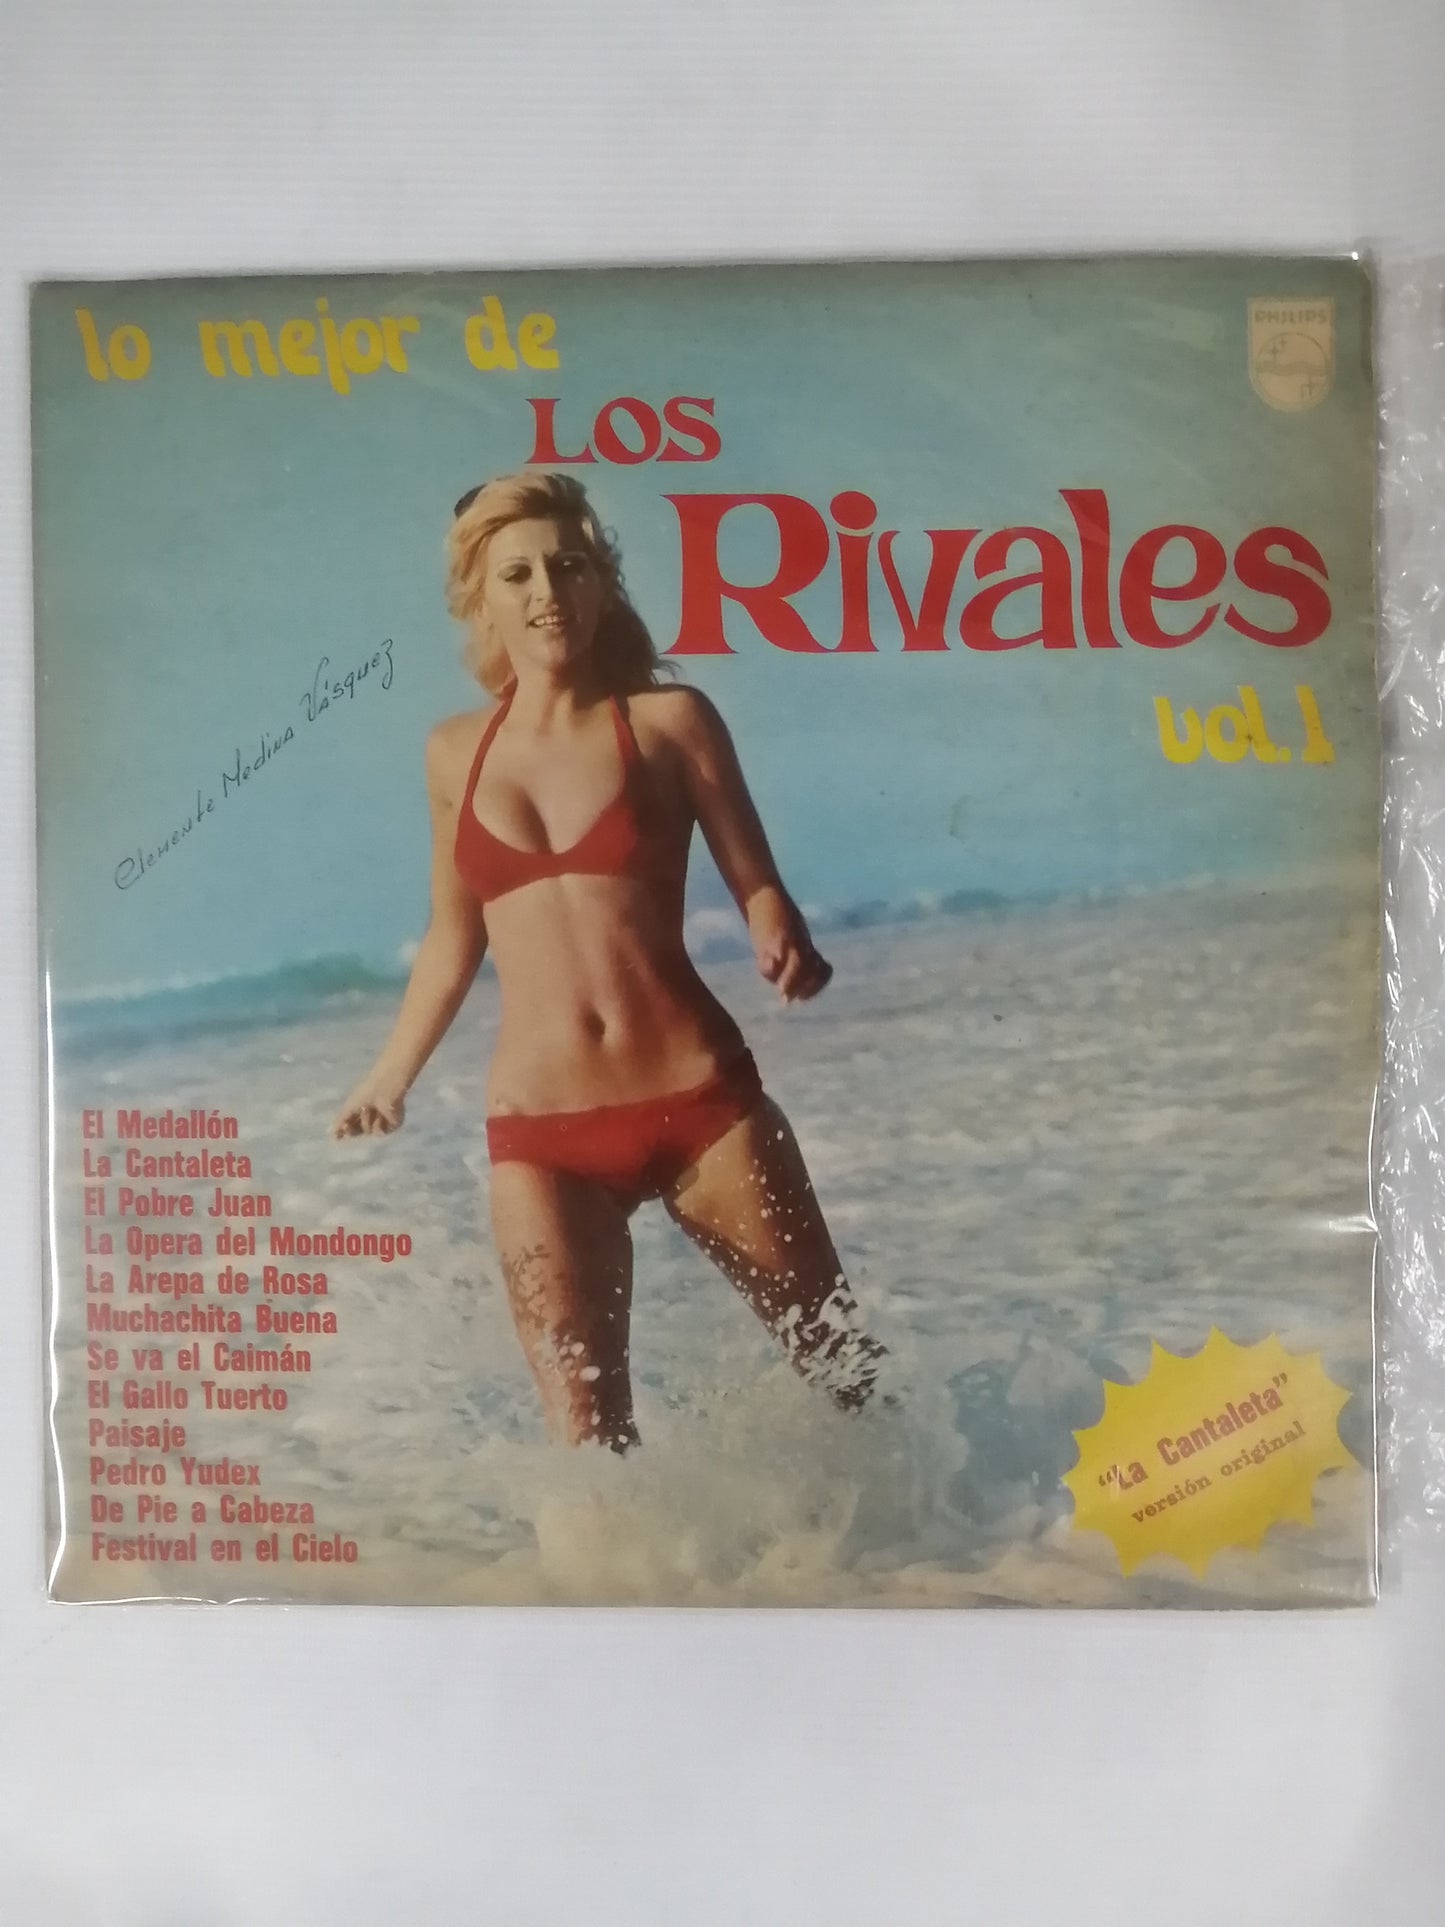 lo mejor de
PHILIPS
LOS
Rivales
vol. 1
Clemente Medina Vásquez
El Medallón
La Cantaleta
El Pobre Juan
La Opera del Mondongo
La Arepa de Rosa
Muchachita Buena
Se va el Caimán
El Gallo Tuerto
Paisaje
Pedro Yudex
De Pie a Cabeza
Festival en el Cielo
"La Cantaleta"
versión original